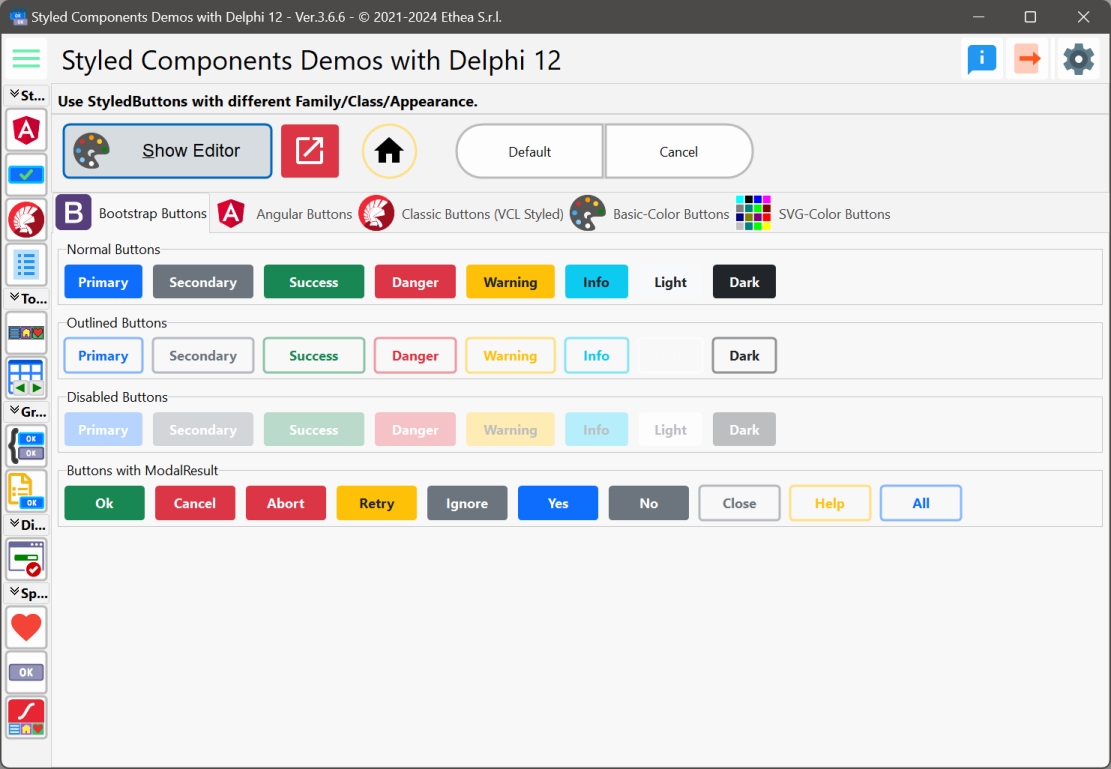 Styled Components Demos with Delphi 12 - Ver.3.6.6 - © 2021-2024 Ethea S.r.l.
Styled Components Demos with Delphi 12
Use StyledButtons with different Family/Class/Appearance.
Show Editor Default Cancel
Bootstrap Buttons Angular Buttons Classic Buttons (VCL Styled) Basic-Color Buttons SVG-Color Buttons
Normal Buttons
Primary Secondary Success Danger Warning Info Light Dark
Outlined Buttons
Primary Secondary Success Danger Warning Info Dark
Disabled Buttons
Primary Secondary Success Danger Warning Info Light Dark
Buttons with ModalResult
Ok Cancel Abort Retry Ignore Yes No Close Help All
St...
To...
Gr...
OK
OK
OK
Di...
Sp...
OK